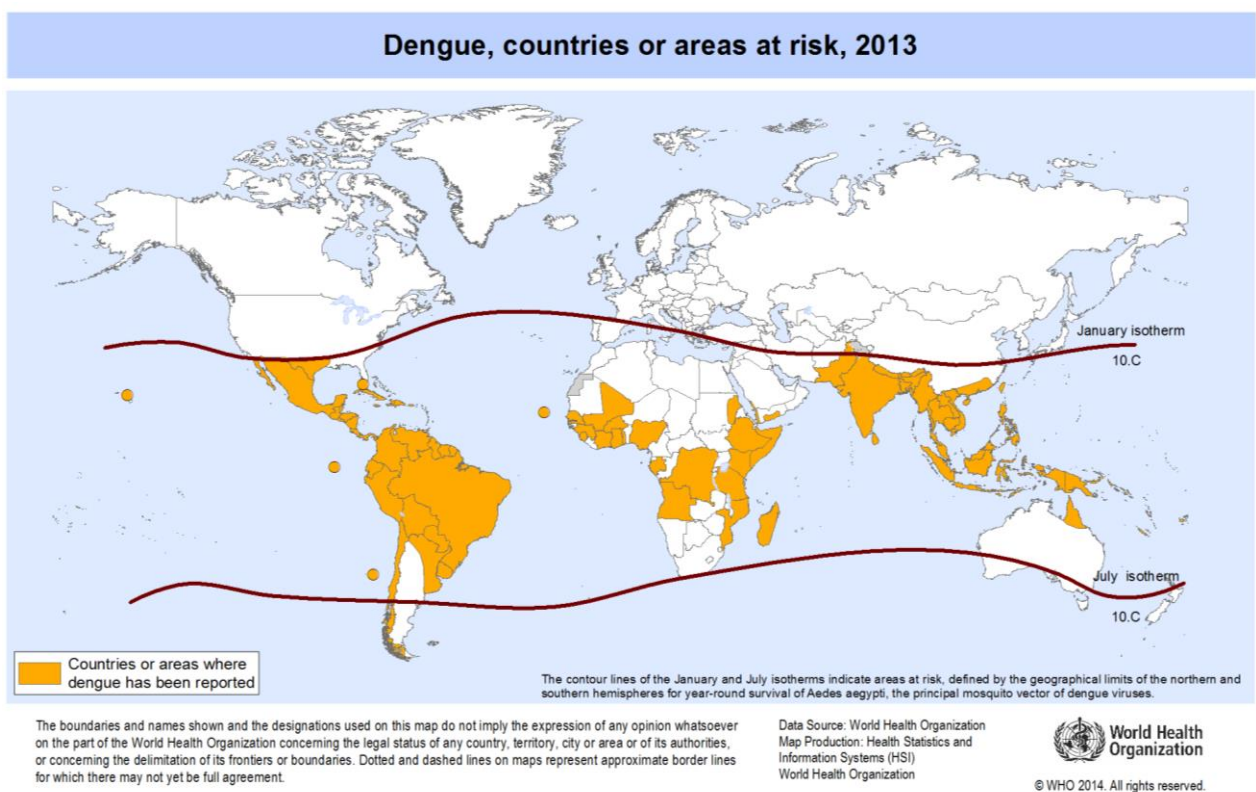 Dengue, countries or areas at risk, 2013
January isotherm
10.C
July isotherm
10.C
Countries or areas where
dengue has been reported
The contour lines of the January and July isotherms indicate areas at risk, defined by the geographical limits of the northern and
southern hemispheres for year-round survival of Aedes aegypti, the principal mosquito vector of dengue viruses.
The boundaries and names shown and the designations used on this map do not imply the expression of any opinion whatsoever
on the part of the World Health Organization concerning the legal status of any country, territory, city or area or of its authorities,
or concerning the delimitation of its frontiers or boundaries. Dotted and dashed lines on maps represent approximate border lines
for which there may not yet be full agreement.
Data Source: World Health Organization
Map Production: Health Statistics and
Information Systems (HSI)
World Health Organization
World Health
Organization
© WHO 2014. All rights reserved.